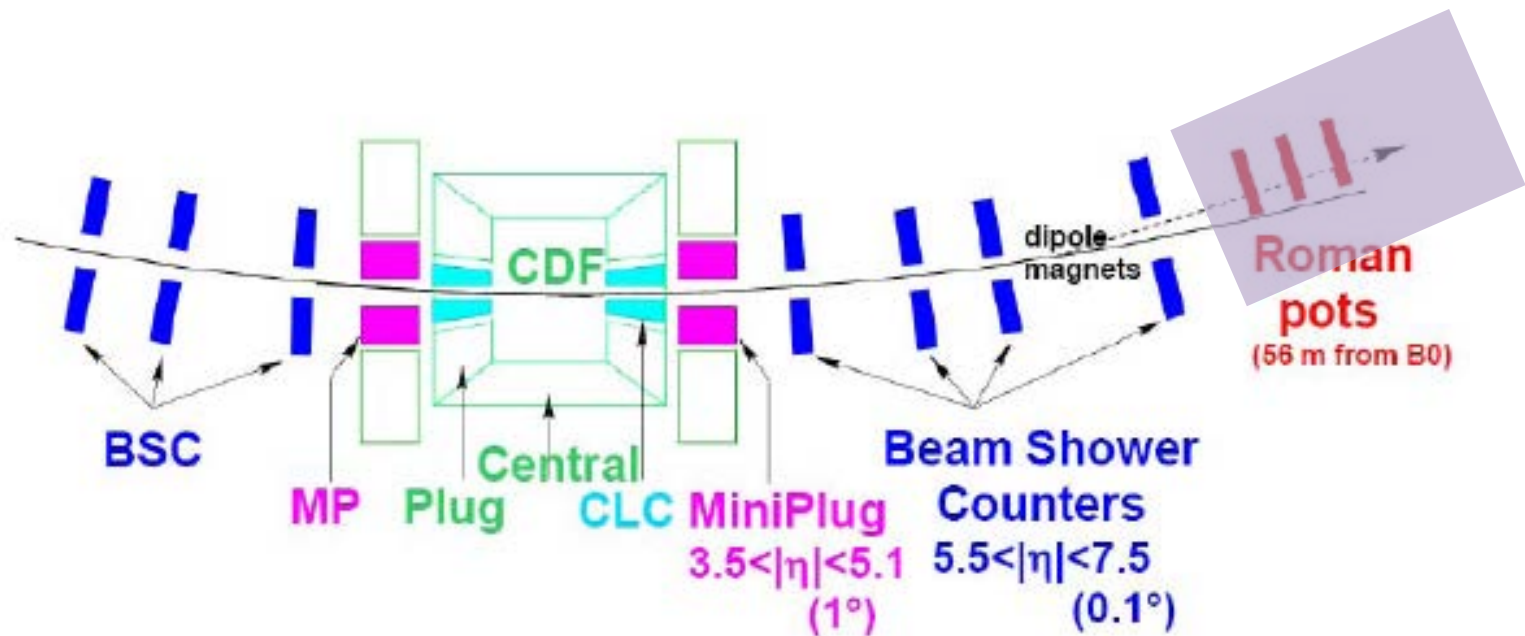 CDF
dipole
magnets
Roman
pots
(56 m from B0)
BSC
Central
MP
Plug
CLC
MiniPlug
3.5<|η|<5.1
(1°)
Beam Shower
Counters
5.5<|η|<7.5
(0.1°)